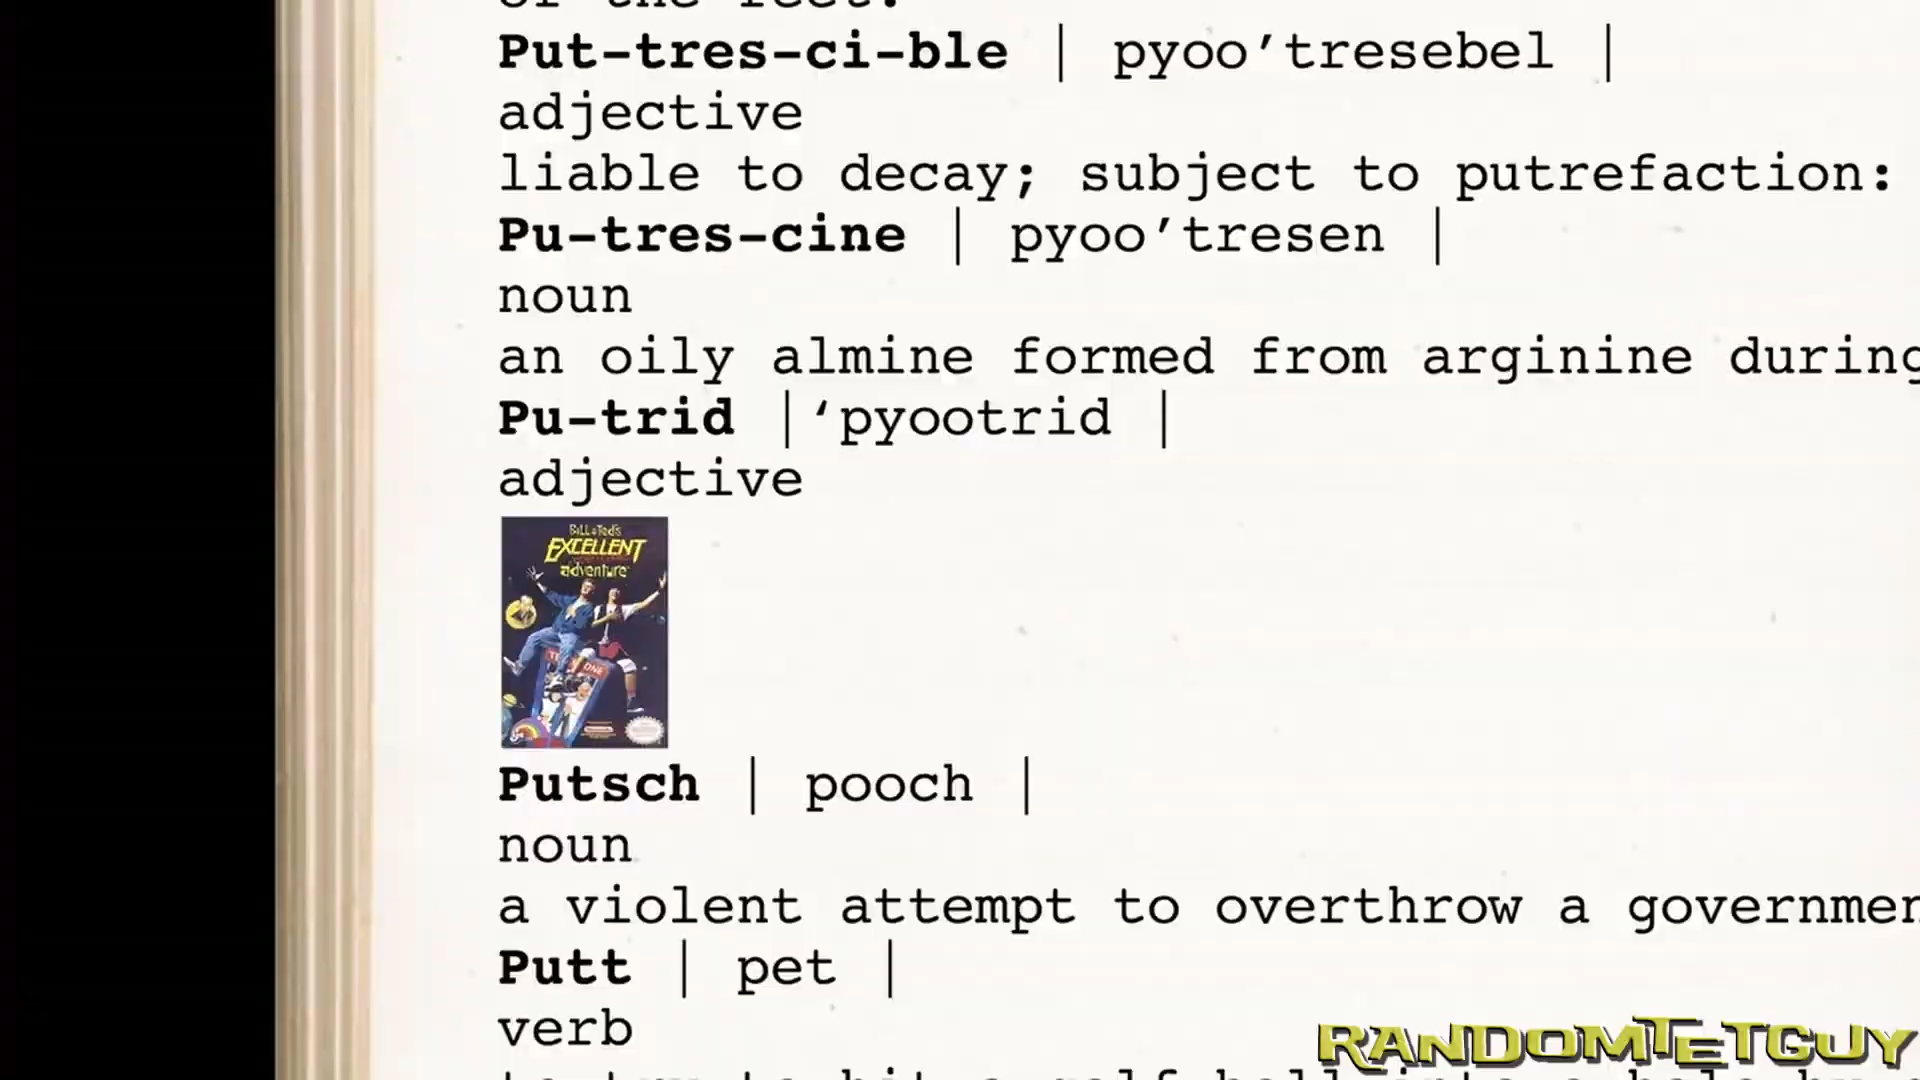 Put-tres-ci-ble | pyoo’tresebel |
adjective
liable to decay; subject to putrefaction:
Pu-tres-cine | pyoo’tresen |
noun
an oily almine formed from arginine during
Pu-trid |‘pyootrid |
adjective
Bill & Ted's
EXCELLENT
adventure
Putsch | pooch |
noun
a violent attempt to overthrow a governmen
Putt | pet |
verb
RANDOMTETGUY